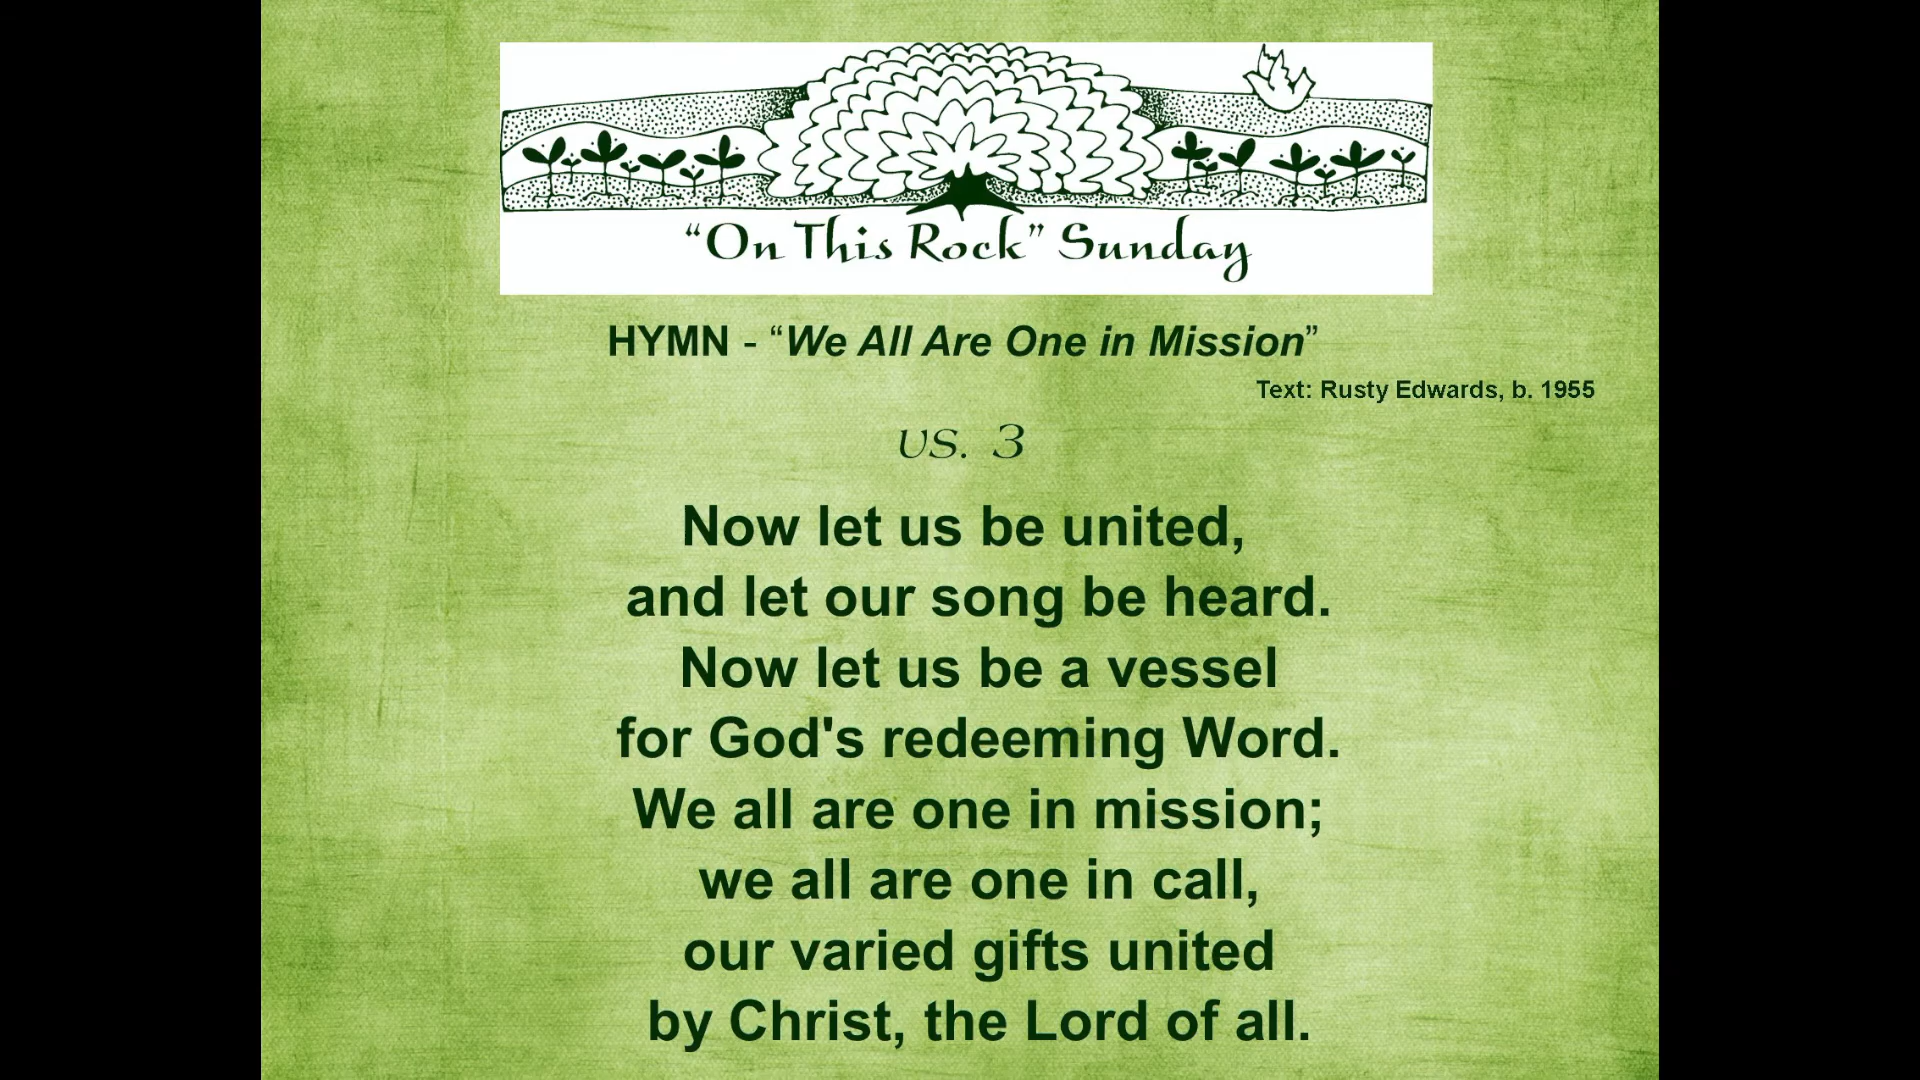 “On This Rock” Sunday
HYMN - “We All Are One in Mission”
Text: Rusty Edwards, b. 1955
vs. 3
Now let us be united,
and let our song be heard.
Now let us be a vessel
for God's redeeming Word.
We all are one in mission;
we all are one in call,
our varied gifts united
by Christ, the Lord of all.